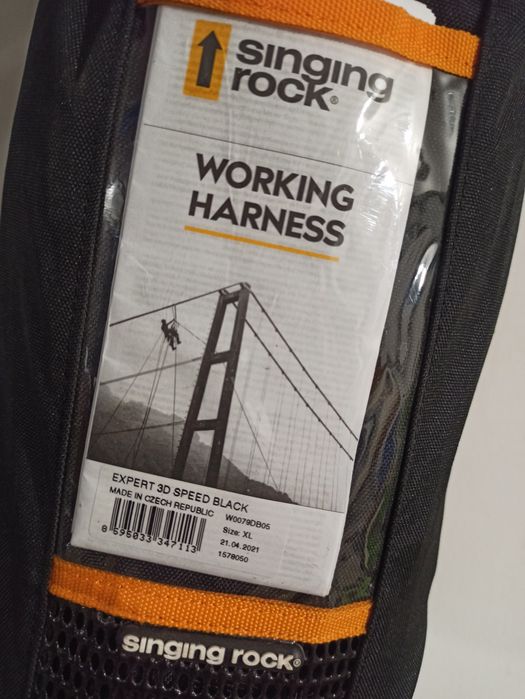 singing
rock®
WORKING
HARNESS
EXPERT 3D SPEED BLACK
MADE IN CZECH REPUBLIC
W0079DB05
Size: XL
21.04.2021
1578050
8 595033 347113
singing rock®